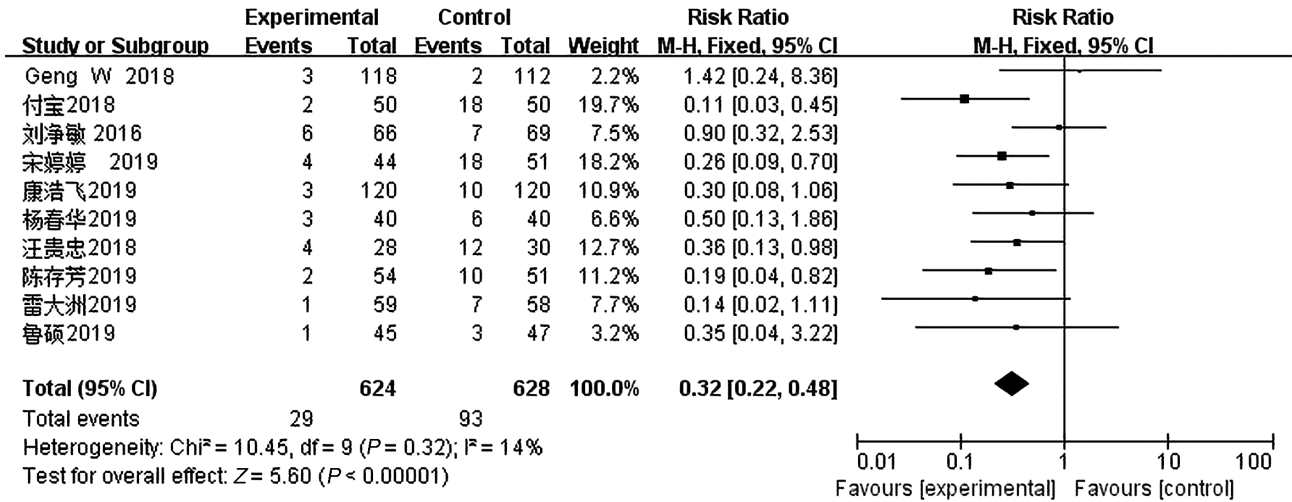 Experimental Control Risk Ratio Risk Ratio
Study or Subgroup Events Total Events Total Weight M-H, Fixed, 95% CI M-H, Fixed, 95% CI
Geng W 2018 3 118 2 112 2.2% 1.42 [0.24, 8.36]
付宝2018 2 50 18 50 19.7% 0.11 [0.03, 0.45]
刘净敏 2016 6 66 7 69 7.5% 0.90 [0.32, 2.53]
宋婷婷 2019 4 44 18 51 18.2% 0.26 [0.09, 0.70]
康浩飞2019 3 120 10 120 10.9% 0.30 [0.08, 1.06]
杨春华2019 3 40 6 40 6.6% 0.50 [0.13, 1.86]
汪贵忠2018 4 28 12 30 12.7% 0.36 [0.13, 0.98]
陈存芳2019 2 54 10 51 11.2% 0.19 [0.04, 0.82]
雷大洲2019 1 59 7 58 7.7% 0.14 [0.02, 1.11]
鲁硕2019 1 45 3 47 3.2% 0.35 [0.04, 3.22]
Total (95% CI) 624 628 100.0% 0.32 [0.22, 0.48]
Total events 29 93
Heterogeneity: Chi² = 10.45, df = 9 (P = 0.32); I² = 14%
Test for overall effect: Z = 5.60 (P < 0.00001)
0.01 0.1 1 10 100
Favours [experimental] Favours [control]